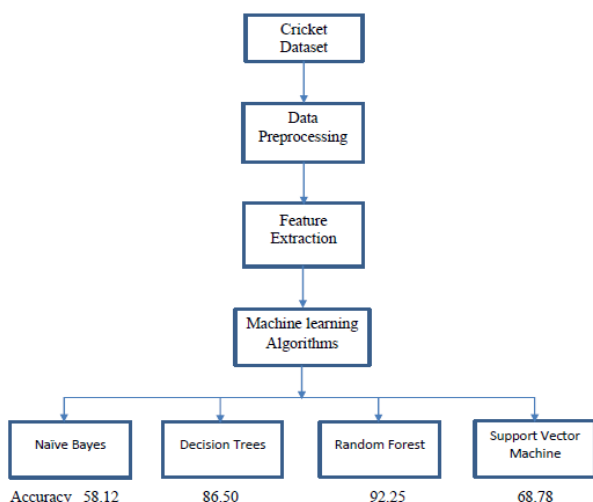 Cricket
Dataset
Data
Preprocessing
Feature
Extraction
Machine learning
Algorithms
Naïve Bayes
Decision Trees
Random Forest
Support Vector
Machine
Accuracy 58.12 86.50 92.25 68.78